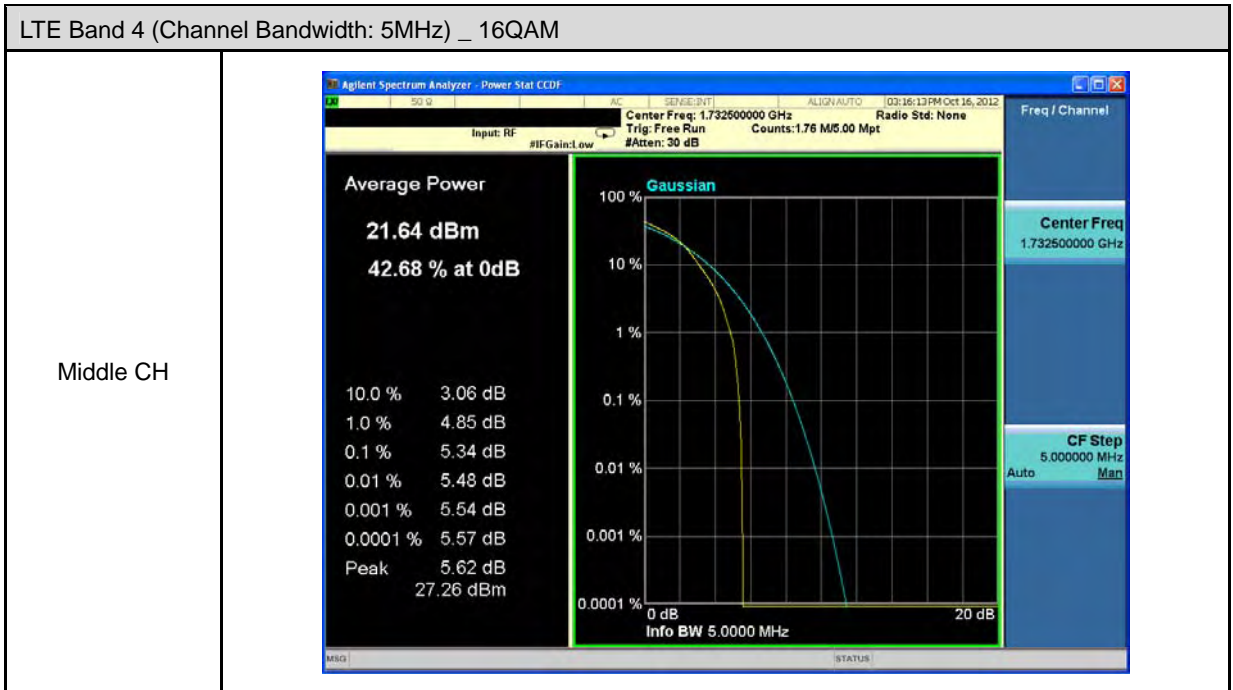 LTE Band 4 (Channel Bandwidth: 5MHz) _ 16QAM
Middle CH
Agilent Spectrum Analyzer - Power Stat CCDF
50 Ω AC SENSE:INT ALIGN AUTO 03:16:13 PM Oct 16, 2012
Center Freq: 1.732500000 GHz Radio Std: None
Input: RF Trig: Free Run Counts:1.76 M/5.00 Mpt
#IFGain:Low #Atten: 30 dB
Freq / Channel
Average Power
21.64 dBm
42.68 % at 0dB
10.0 % 3.06 dB
1.0 % 4.85 dB
0.1 % 5.34 dB
0.01 % 5.48 dB
0.001 % 5.54 dB
0.0001 % 5.57 dB
Peak 5.62 dB
27.26 dBm
Gaussian
100 %
10 %
1 %
0.1 %
0.01 %
0.001 %
0.0001 %
0 dB 20 dB
Info BW 5.0000 MHz
Center Freq
1.732500000 GHz
CF Step
5.000000 MHz
Auto Man
MSG STATUS